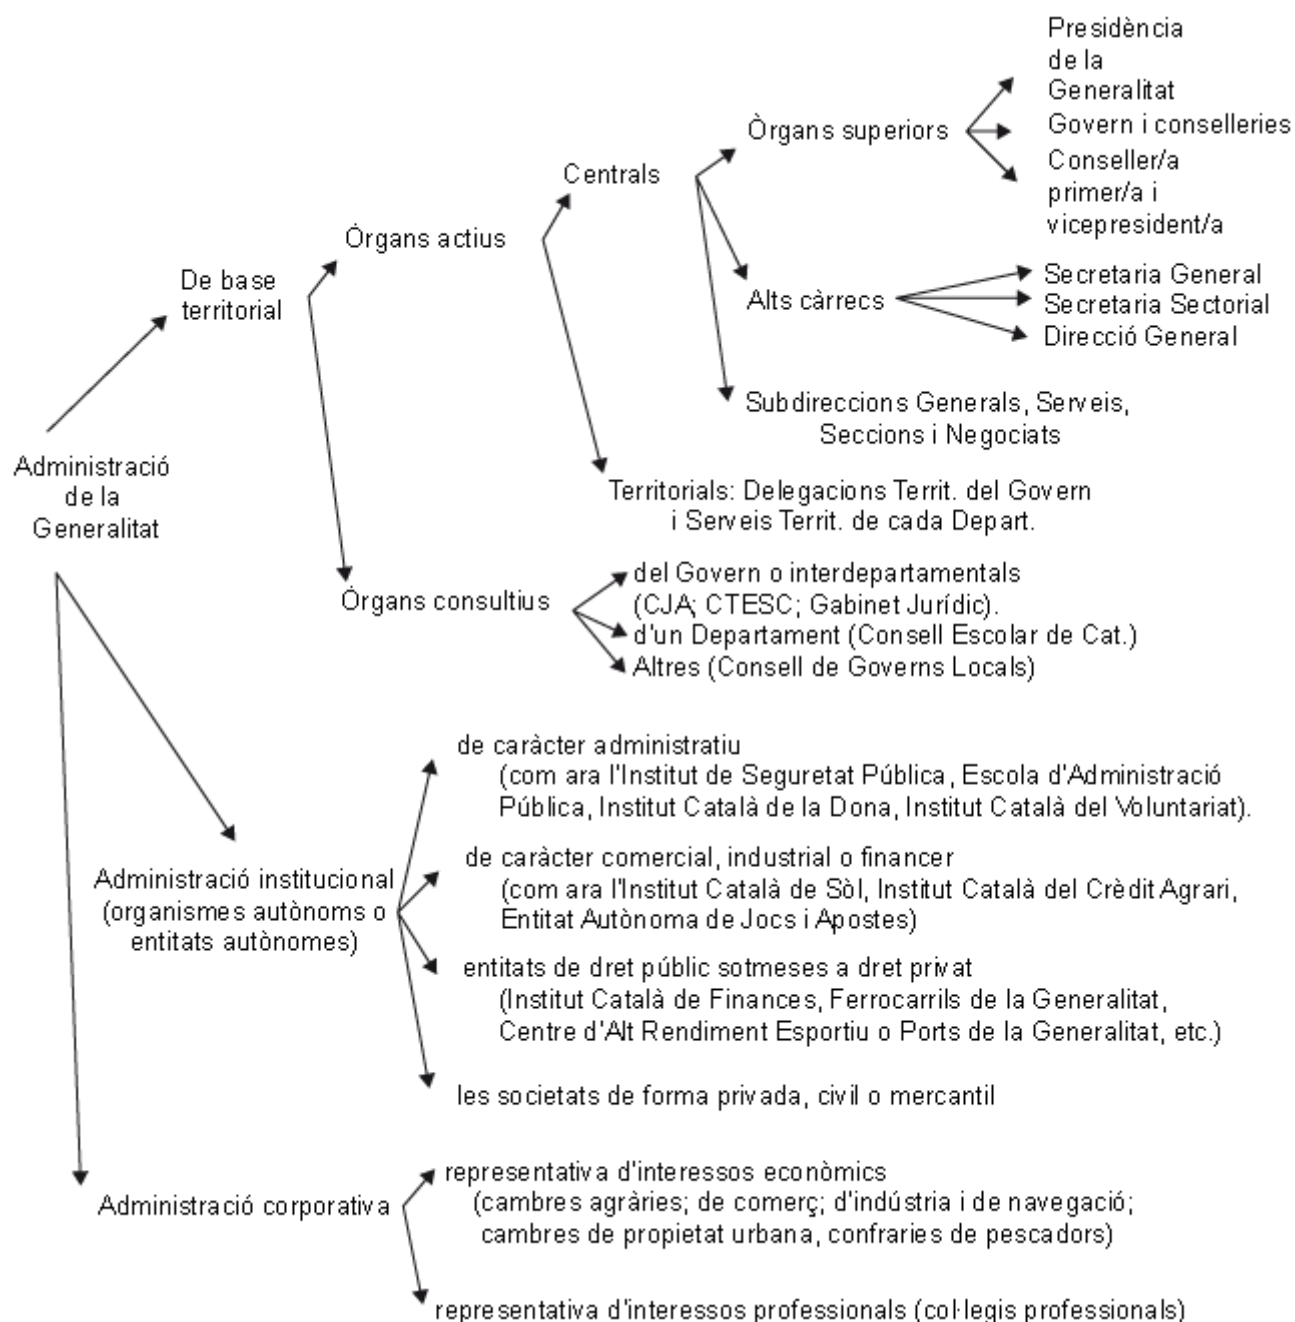 Presidència
de la
Generalitat
Govern i conselleries
Conseller/a
primer/a i
vicepresident/a
Òrgans superiors
Centrals
Òrgans actius
De base
territorial
Alts càrrecs
Secretaria General
Secretaria Sectorial
Direcció General
Subdireccions Generals, Serveis,
Seccions i Negociats
Administració
de la
Generalitat
Territorials: Delegacions Territ. del Govern
i Serveis Territ. de cada Depart.
Òrgans consultius
del Govern o interdepartamentals
(CJA; CTESC; Gabinet Jurídic).
d'un Departament (Consell Escolar de Cat.)
Altres (Consell de Governs Locals)
de caràcter administratiu
(com ara l'Institut de Seguretat Pública, Escola d'Administració
Pública, Institut Català de la Dona, Institut Català del Voluntariat).
Administració institucional
(organismes autònoms o
entitats autònomes)
de caràcter comercial, industrial o financer
(com ara l'Institut Català de Sòl, Institut Català del Crèdit Agrari,
Entitat Autònoma de Jocs i Apostes)
entitats de dret públic sotmeses a dret privat
(Institut Català de Finances, Ferrocarrils de la Generalitat,
Centre d'Alt Rendiment Esportiu o Ports de la Generalitat, etc.)
les societats de forma privada, civil o mercantil
Administració corporativa
representativa d'interessos econòmics
(cambres agràries; de comerç; d'indústria i de navegació;
cambres de propietat urbana, confraries de pescadors)
representativa d'interessos professionals (col·legis professionals)